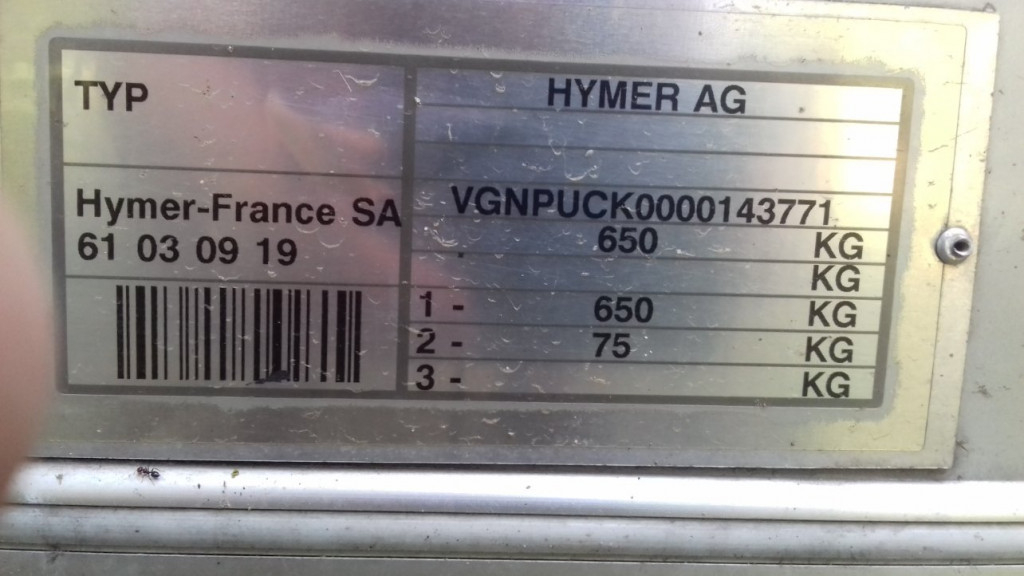 TYP
HYMER AG
Hymer-France SA
61 03 09 19
VGNPUCK0000143771
650 KG
KG
1 - 650 KG
2 - 75 KG
3 - KG